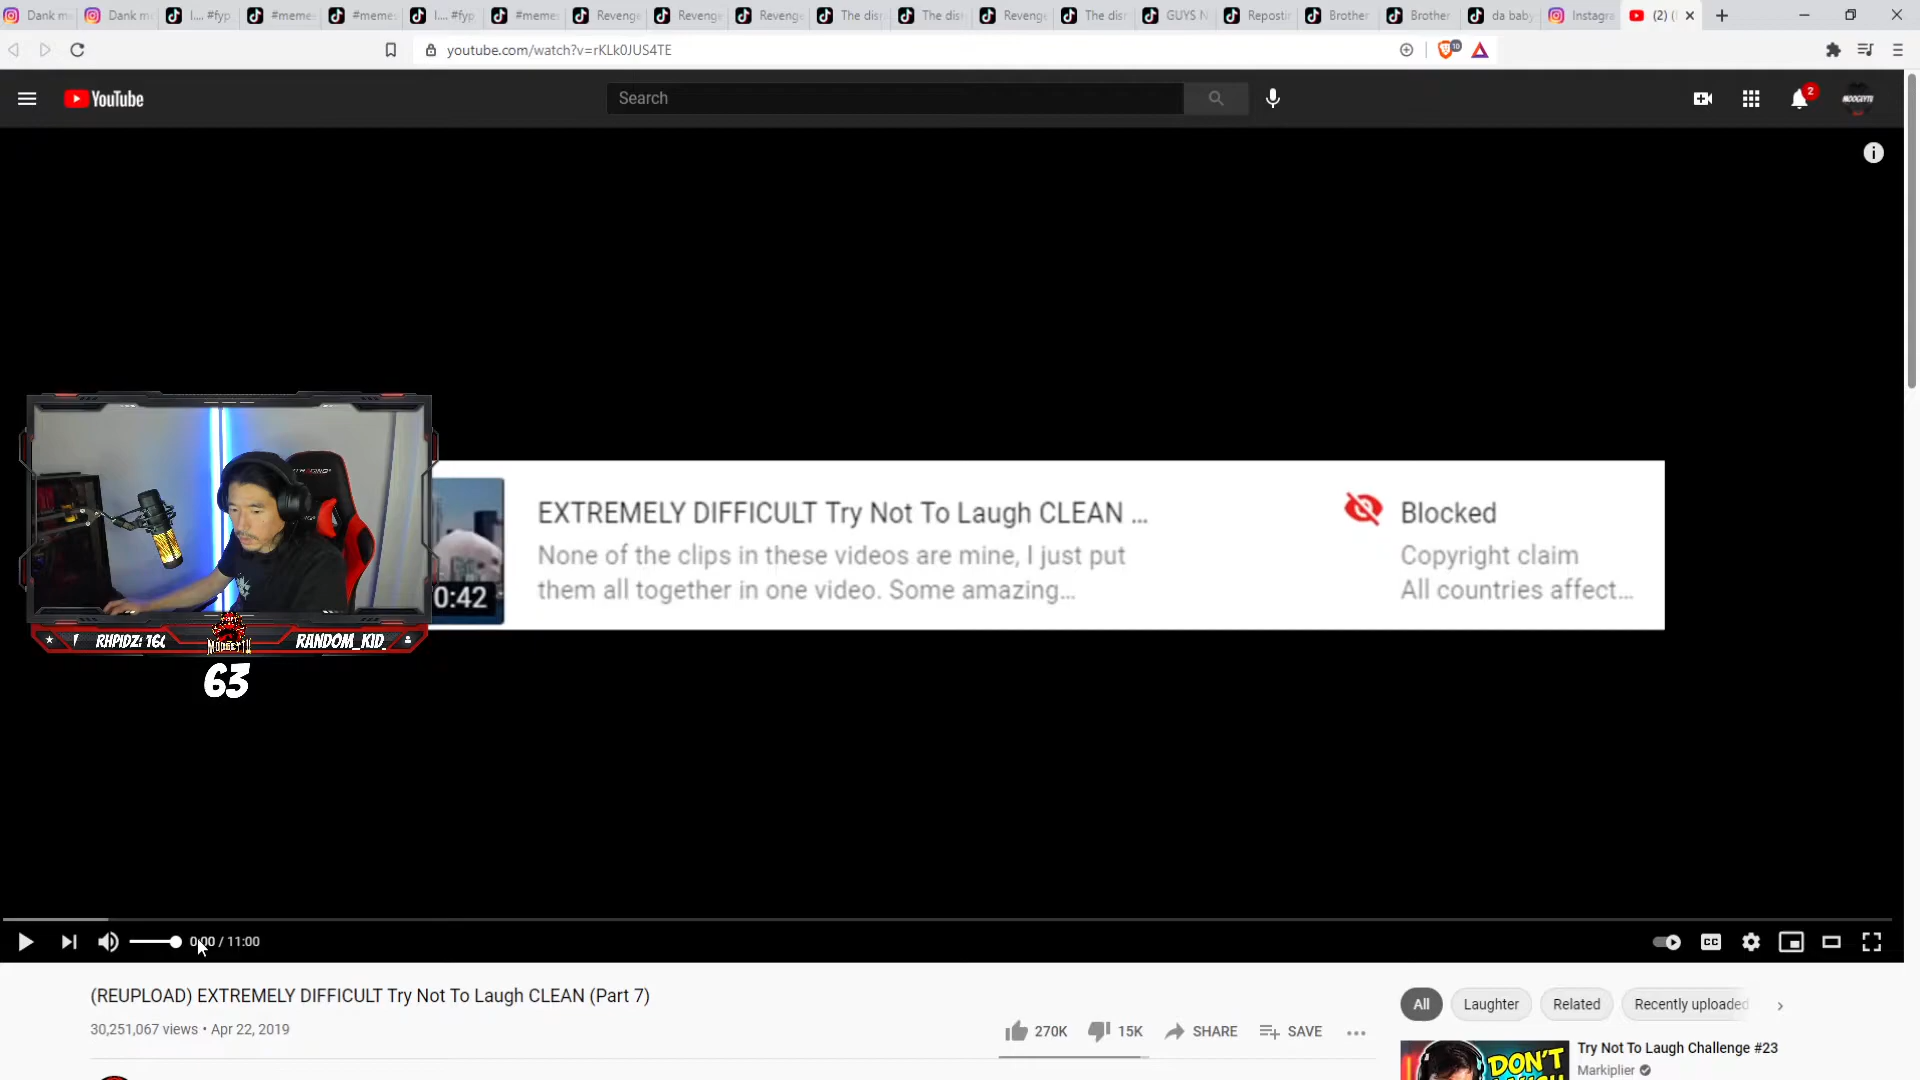 Dank m
Dank m
I.... #fyp
#meme
#meme
I.... #fyp
#meme
Reveng
Reveng
Reveng
The dis
The dis
Reveng
The dis
GUYS N
Repostin
Brother
Brother
da baby
Instagra
(2) (
youtube.com/watch?v=rKLk0JUS4TE
10
YouTube
Search
2
EXTREMELY DIFFICULT Try Not To Laugh CLEAN ...
None of the clips in these videos are mine, I just put
them all together in one video. Some amazing...
Blocked
Copyright claim
All countries affect...
0:42
RHPIDZ: 160
RANDOM_KID_
63
0:00 / 11:00
CC
(REUPLOAD) EXTREMELY DIFFICULT Try Not To Laugh CLEAN (Part 7)
30,251,067 views • Apr 22, 2019
270K
15K
SHARE
SAVE
All
Laughter
Related
Recently uploaded
DON'T
Try Not To Laugh Challenge #23
Markiplier